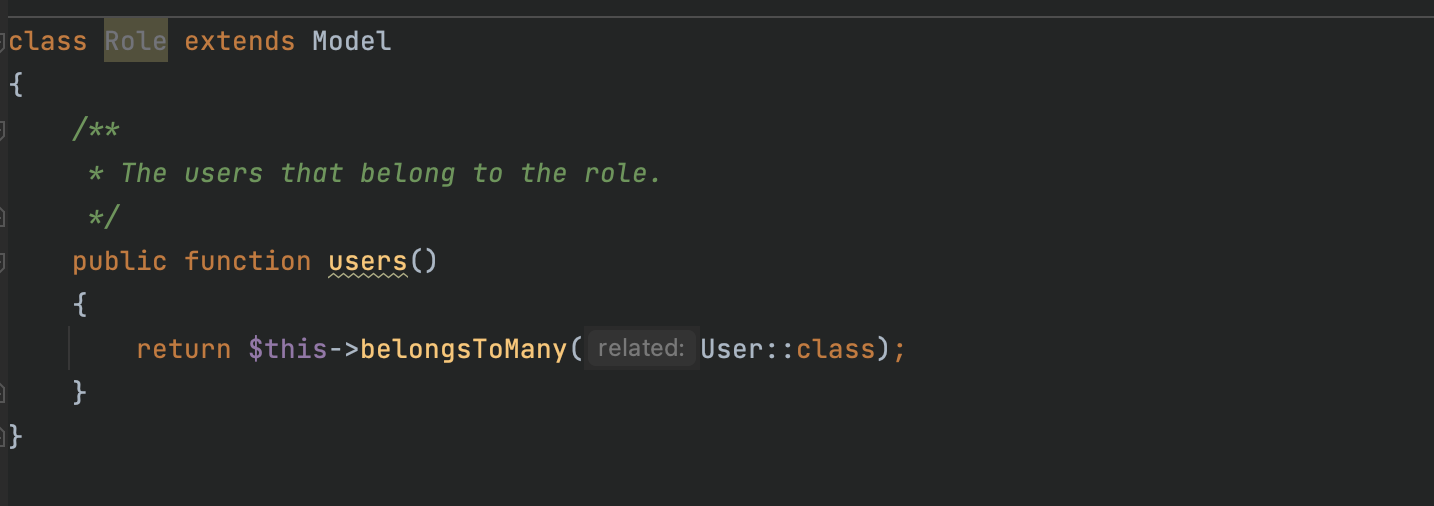 class Role extends Model
{
    /**
     * The users that belong to the role.
     */
    public function users()
    {
        return $this->belongsToMany( related: User::class);
    }
}